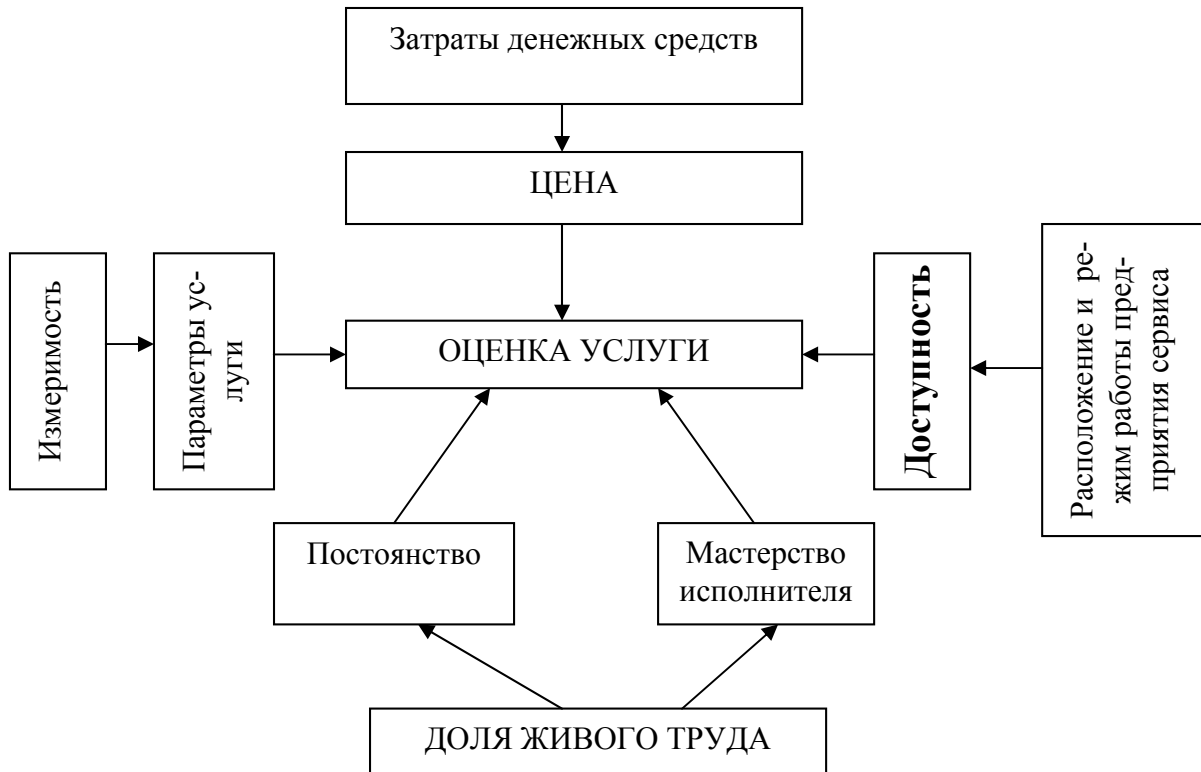 Затраты денежных средств
ЦЕНА
Измеримость
Параметры ус-
луги
ОЦЕНКА УСЛУГИ
Доступность
Расположение и ре-
жим работы пред-
приятия сервиса
Постоянство
Мастерство
исполнителя
ДОЛЯ ЖИВОГО ТРУДА